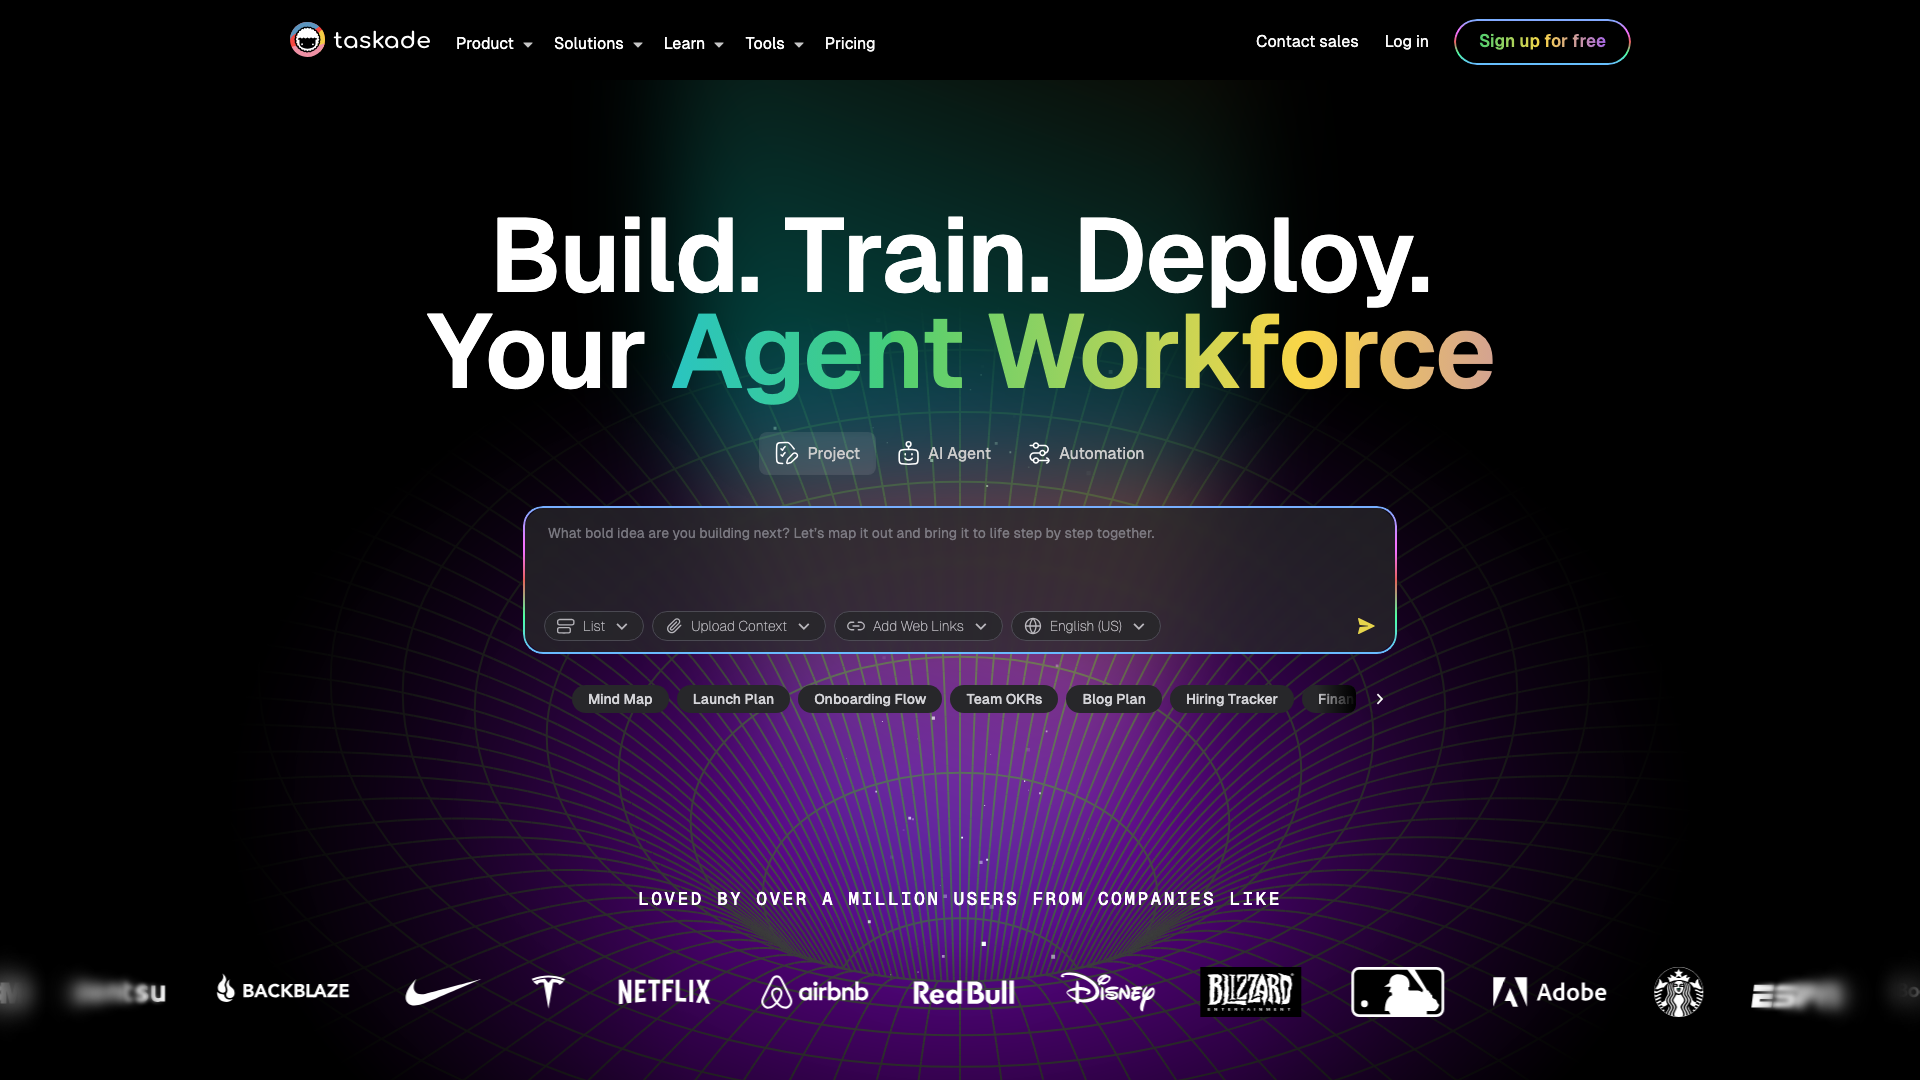 taskade
Product
Solutions
Learn
Tools
Pricing
Contact sales
Log in
Sign up for free
Build. Train. Deploy.
Your Agent Workforce
Project
AI Agent
Automation
What bold idea are you building next? Let's map it out and bring it to life step by step together.
List
Upload Context
Add Web Links
English (US)
Mind Map
Launch Plan
Onboarding Flow
Team OKRs
Blog Plan
Hiring Tracker
Finan
LOVED BY OVER A MILLION USERS FROM COMPANIES LIKE
dentsu
BACKBLAZE
NETFLIX
airbnb
Red Bull
Disney
BLIZZARD
ENTERTAINMENT
Adobe
ESPN